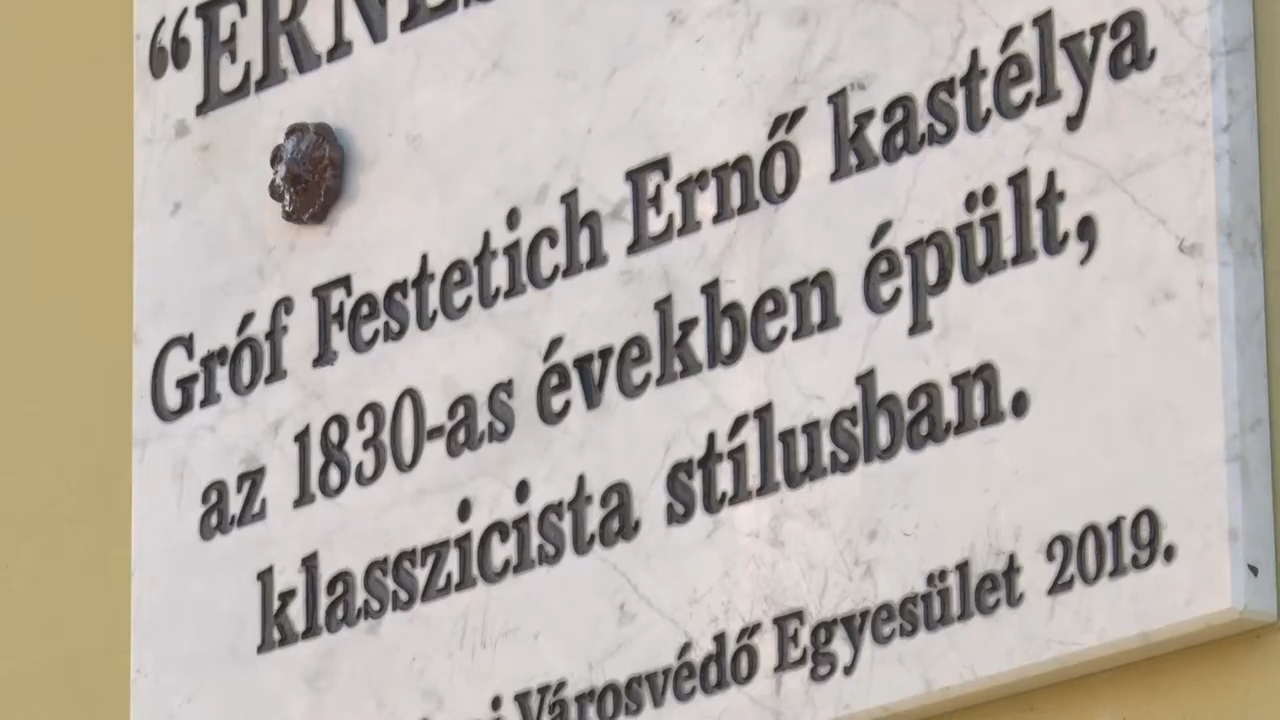 Gróf Festetich Ernő kastélya
az 1830-as években épült,
klasszicista stílusban.
Városvédő Egyesület 2019.